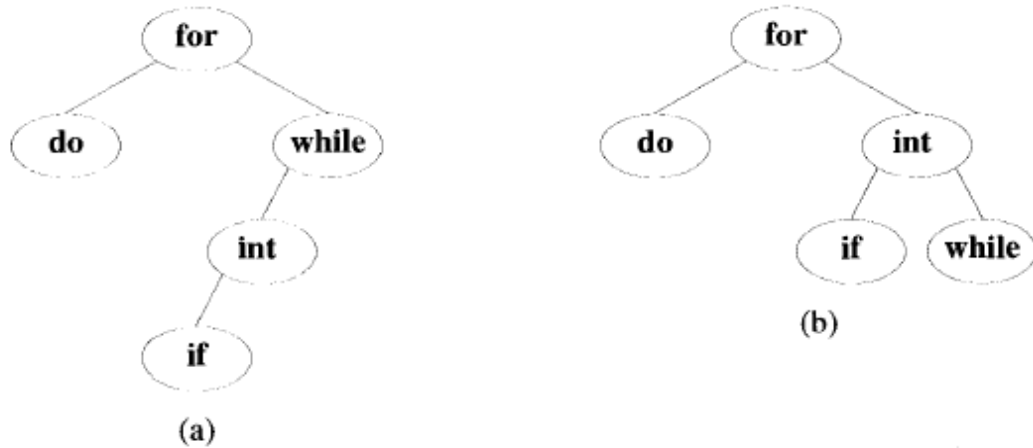 for
do
while
int
if
(a)
for
do
int
if
while
(b)